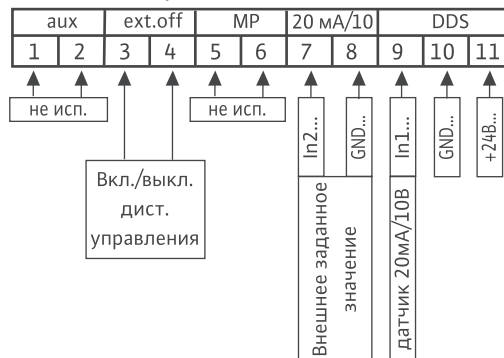 aux ext.off MP 20 мА/10 DDS
1 2 3 4 5 6 7 8 9 10 11
не исп.
не исп.
In2...
GND...
In1...
GND...
+24В...
Вкл./выкл.
дист.
управления
Внешнее заданное
значение
датчик 20мА/10В